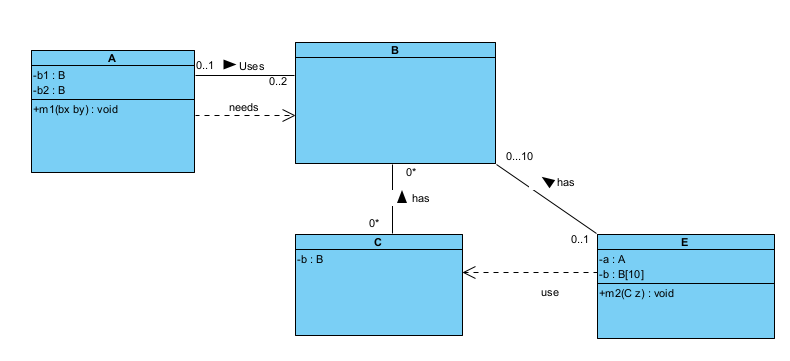 A
-b1 : B
-b2 : B
+m1(bx by) : void
0..1
Uses
0..2
needs
B
0...10
has
0..1
0*
has
0*
C
-b : B
use
E
-a : A
-b : B[10]
+m2(C z) : void